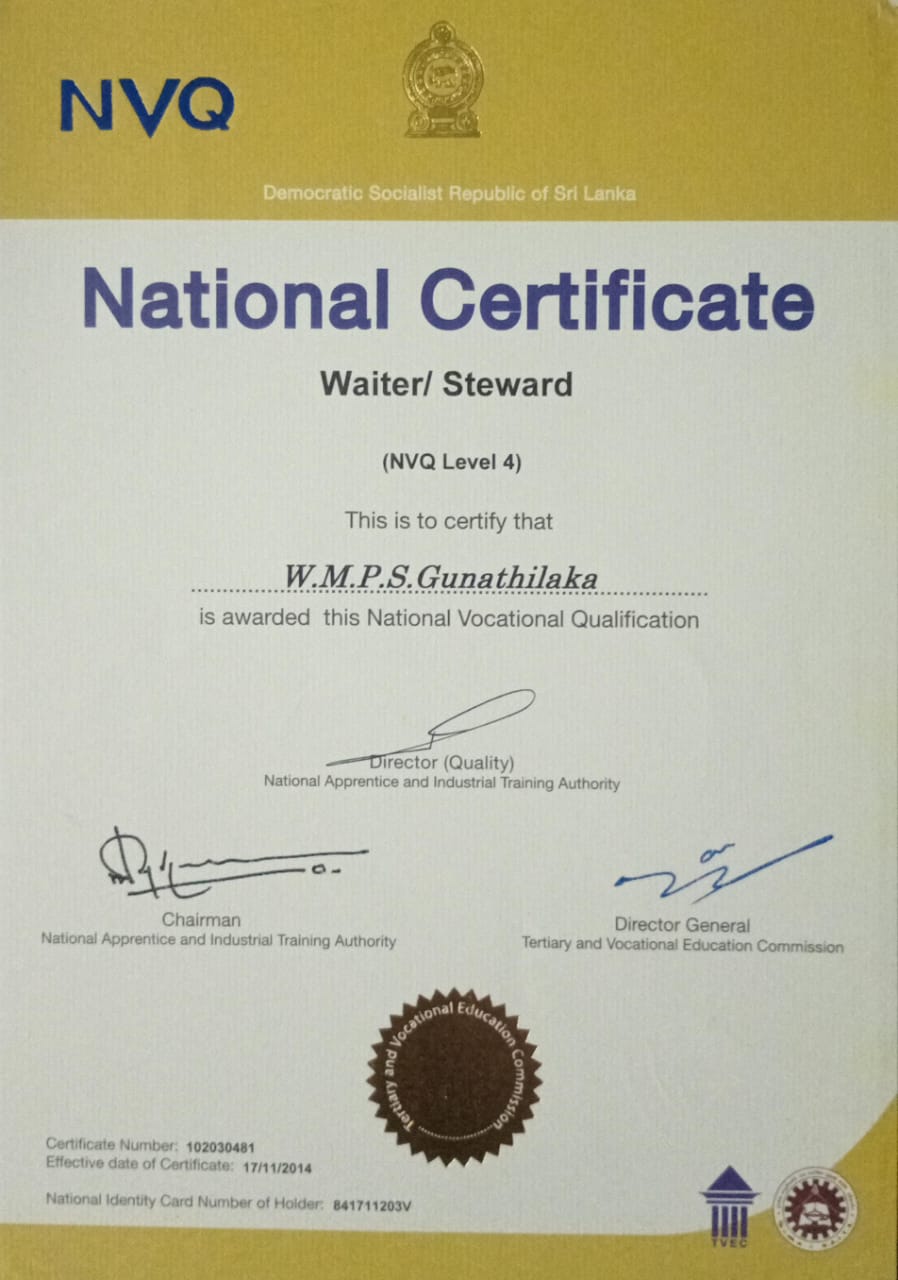 NVQ
Democratic Socialist Republic of Sri Lanka
National Certificate
Waiter/ Steward
(NVQ Level 4)
This is to certify that
W.M.P.S.Gunathilaka
is awarded this National Vocational Qualification
Director (Quality)
National Apprentice and Industrial Training Authority
Chairman
National Apprentice and Industrial Training Authority
Director General
Tertiary and Vocational Education Commission
Tertiary and Vocational Education Commission
Certificate Number: 102030481
Effective date of Certificate: 17/11/2014
National Identity Card Number of Holder: 841711203V
TVEC